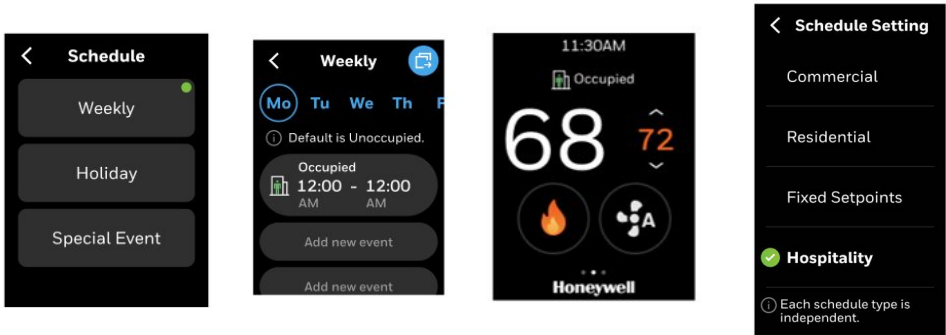 Schedule
Weekly
Holiday
Special Event
Weekly
Mo Tu We Th F
Default is Unoccupied.
Occupied
12:00 - 12:00
AM AM
Add new event
Add new event
11:30AM
Occupied
68 72
A
Honeywell
Schedule Setting
Commercial
Residential
Fixed Setpoints
Hospitality
Each schedule type is
independent.